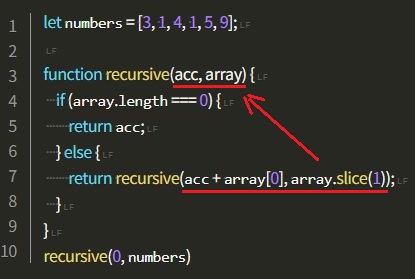 1 let numbers = [3, 1, 4, 1, 5, 9];LF
2 LF
3 function recursive(acc, array) {LF
4 if (array.length === 0) {LF
5 return acc;LF
6 } else {LF
7 return recursive(acc + array[0], array.slice(1));LF
8 }LF
9 }LF
10 recursive(0, numbers)